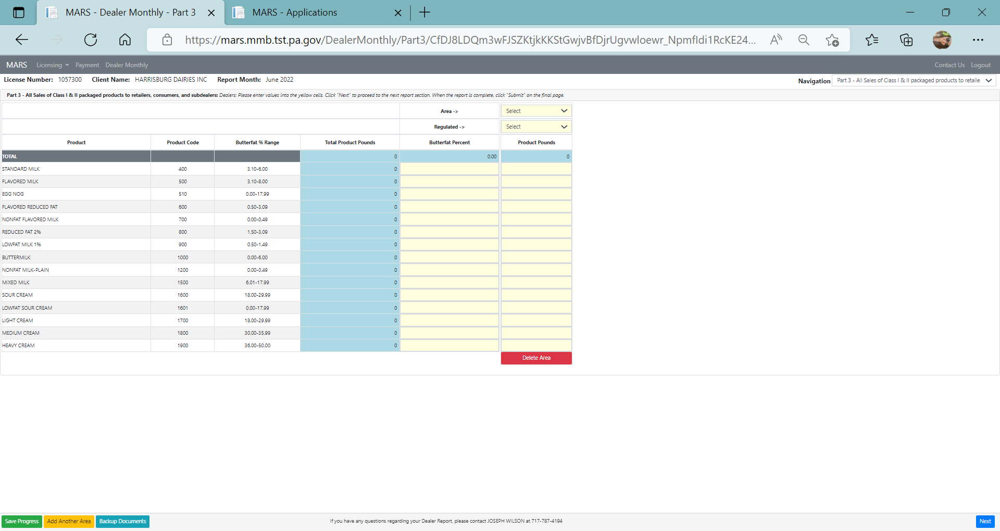 MARS - Dealer Monthly - Part 3
MARS - Applications
https://mars.mmb.tst.pa.gov/DealerMonthly/Part3/CfDJ8LDQm3wFJSZKtjkKKStGwjvBfDjrUgvwloewr_NpmfIdi1RcKE24...
MARS Licensing Payment Dealer Monthly Contact Us Logout
License Number: 1057300 Client Name: HARRISBURG DAIRIES INC Report Month: June 2022
Navigation Part 3 - All Sales of Class I & II packaged products to retaile
Part 3 - All Sales of Class I & II packaged products to retailers, consumers, and subdealers: Dealers: Please enter values into the yellow cells. Click "Next" to proceed to the next report section. When the report is complete, click "Submit" on the final page.
Area -> Select
Regulated -> Select
Product Product Code Butterfat % Range Total Product Pounds Butterfat Percent Product Pounds
TOTAL 0 0.00 0
STANDARD MILK 400 3.10-6.00 0
FLAVORED MILK 500 3.10-8.00 0
EGG NOG 510 0.00-17.99 0
FLAVORED REDUCED FAT 600 0.50-3.09 0
NONFAT FLAVORED MILK 700 0.00-0.49 0
REDUCED FAT 2% 800 1.50-3.09 0
LOWFAT MILK 1% 900 0.50-1.49 0
BUTTERMILK 1000 0.00-6.00 0
NONFAT MILK-PLAIN 1200 0.00-0.49 0
MIXED MILK 1500 6.01-17.99 0
SOUR CREAM 1600 18.00-29.99 0
LOWFAT SOUR CREAM 1601 0.00-17.99 0
LIGHT CREAM 1700 18.00-29.99 0
MEDIUM CREAM 1800 30.00-35.99 0
HEAVY CREAM 1900 36.00-50.00 0
Delete Area
Save Progress Add Another Area Backup Documents If you have any questions regarding your Dealer Report, please contact JOSEPH WILSON at 717-787-4194 Next